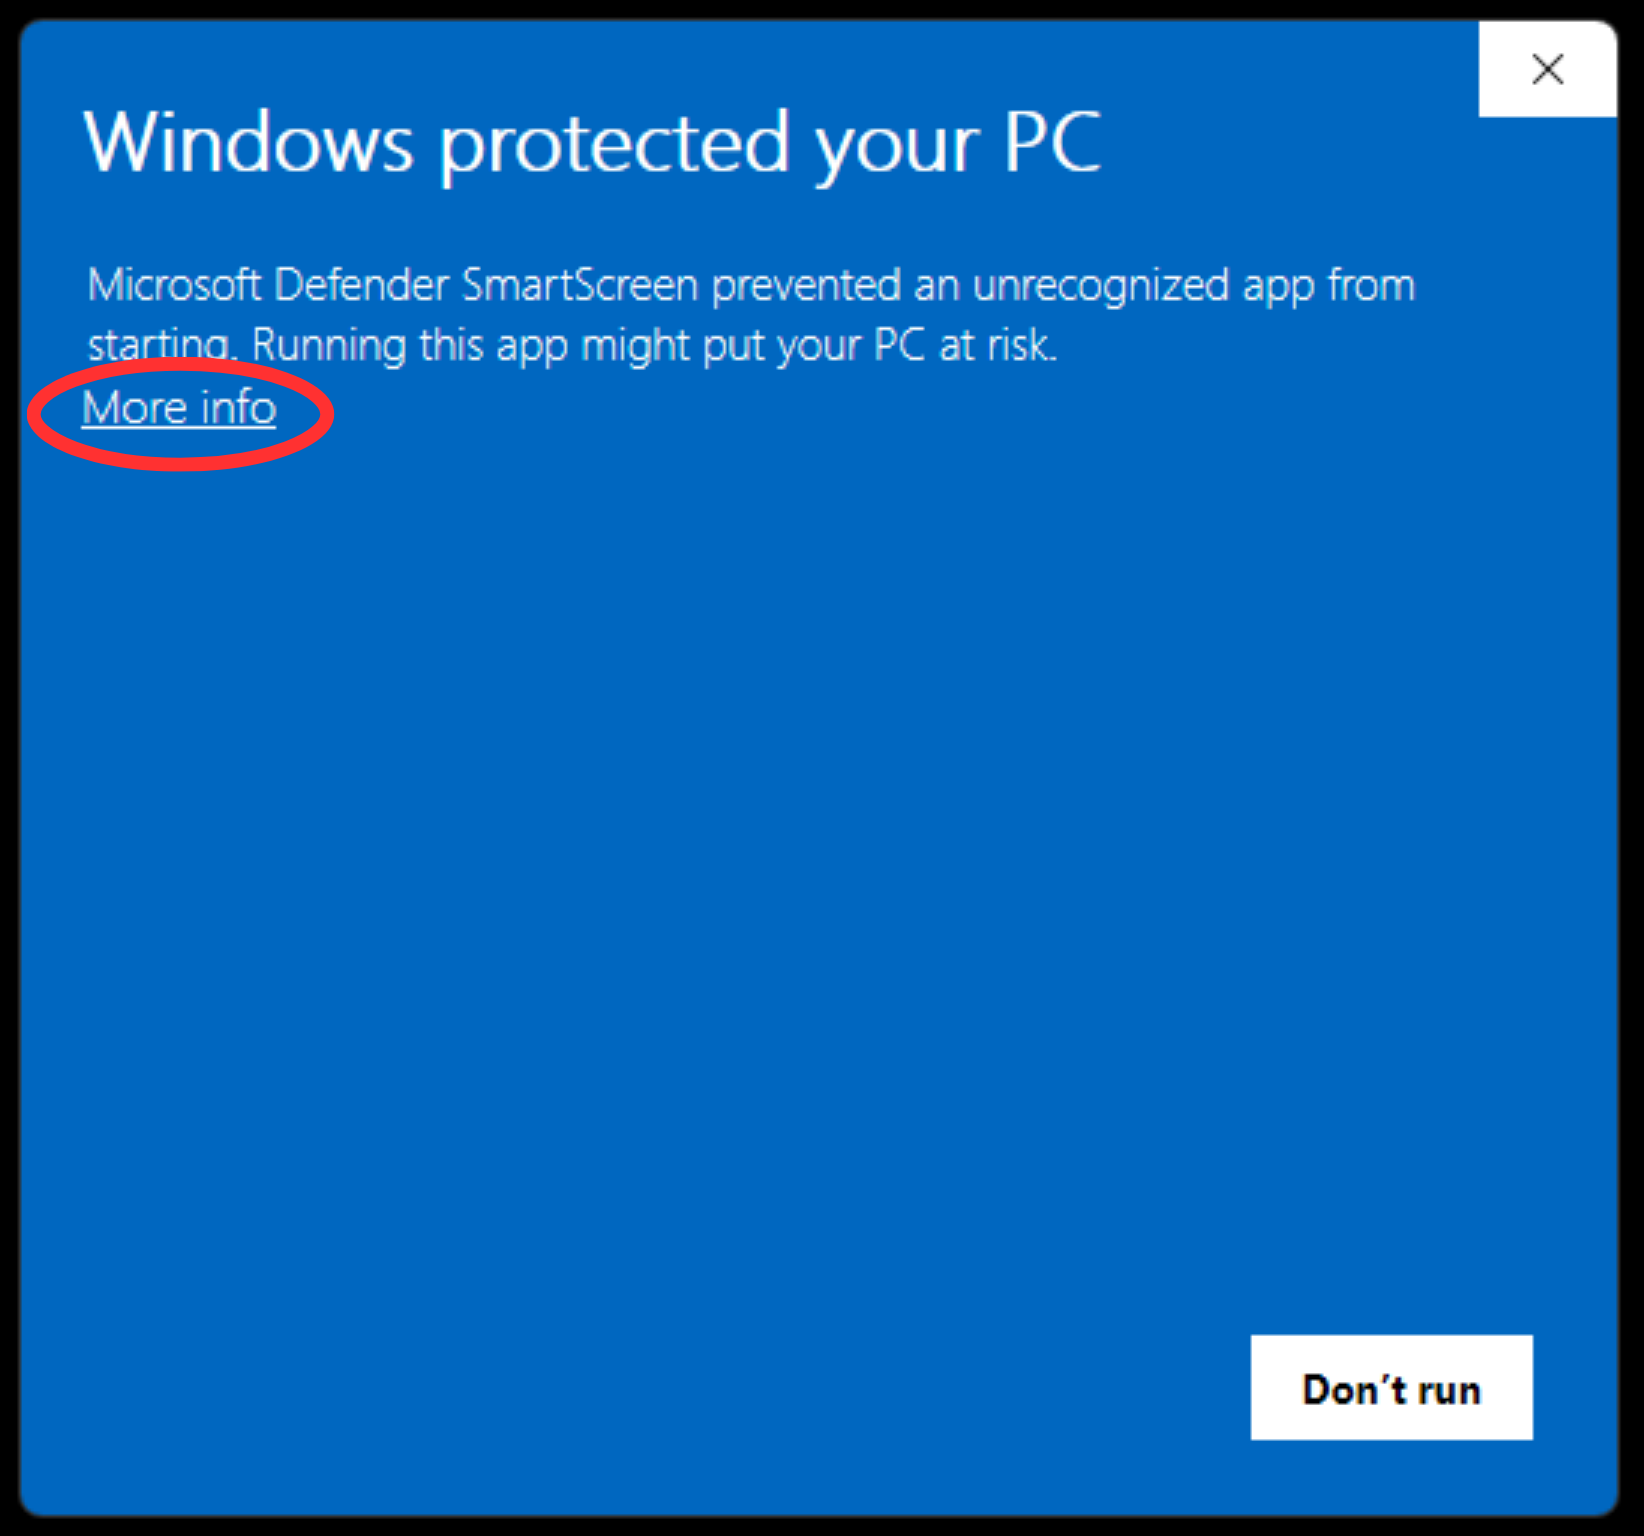 Windows protected your PC
Microsoft Defender SmartScreen prevented an unrecognized app from
starting. Running this app might put your PC at risk.
More info
Don’t run